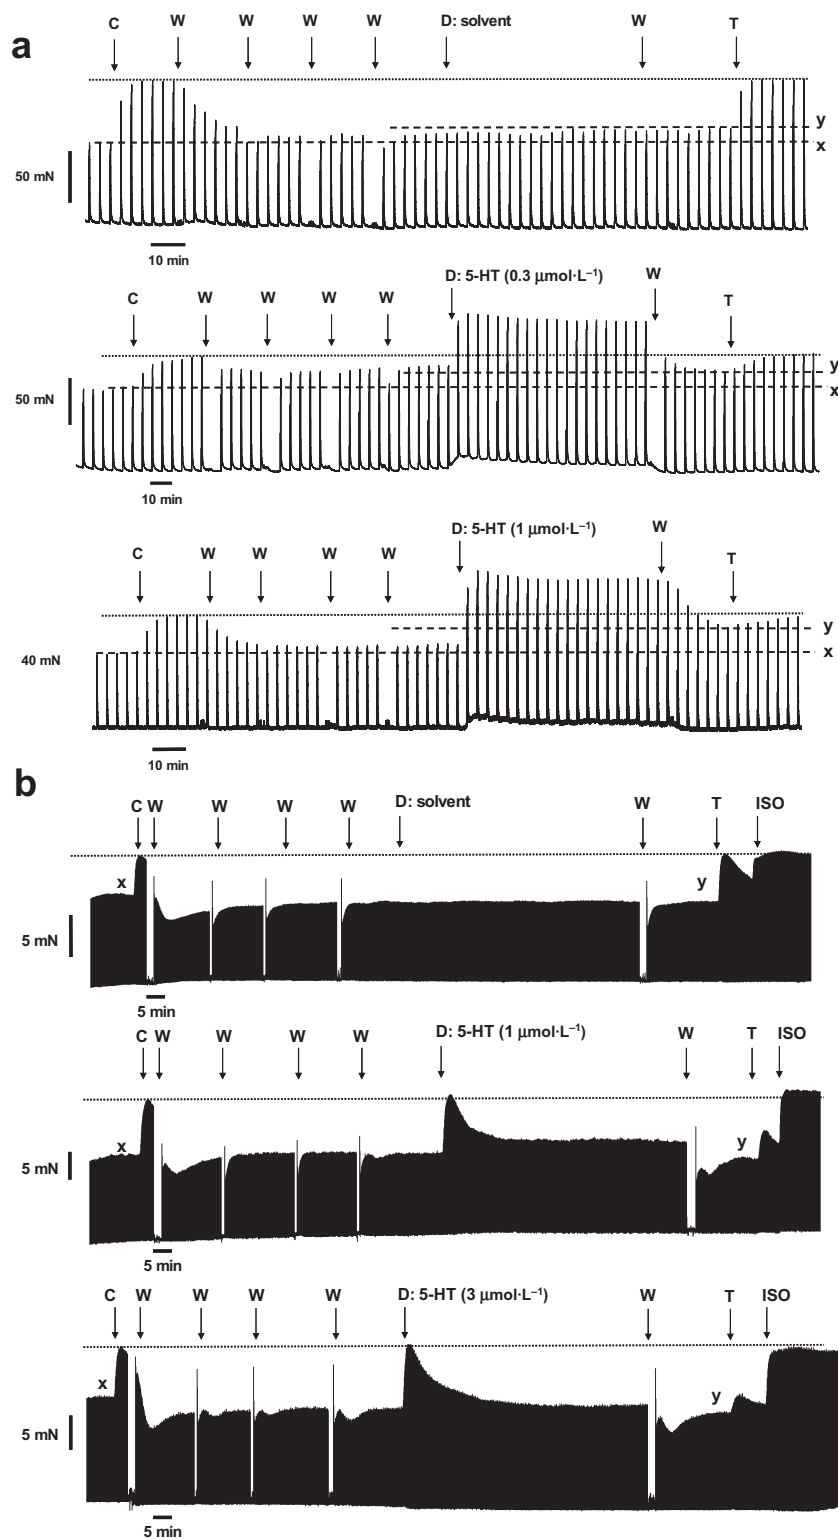 a
C W W W W D: solvent W T
y
x
50 mN
10 min
D: 5-HT (0.3 μmol·L⁻¹) W
C W W W W T
y
x
50 mN
10 min
D: 5-HT (1 μmol·L⁻¹) W
C W W W W T
y
x
40 mN
10 min
b
C W W W W D: solvent W T ISO
x y
5 mN
5 min
C W W W W D: 5-HT (1 μmol·L⁻¹) W T ISO
x y
5 mN
5 min
C W W W W D: 5-HT (3 μmol·L⁻¹) W T ISO
x y
5 mN
5 min